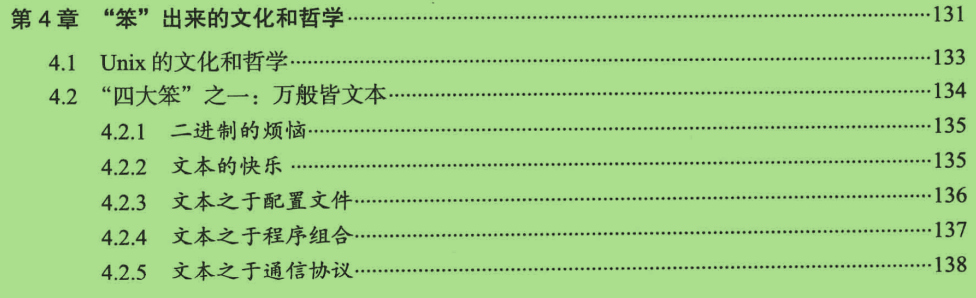 第 4 章 “笨”出来的文化和哲学……131
4.1 Unix 的文化和哲学……133
4.2 “四大笨”之一：万般皆文本……134
4.2.1 二进制的烦恼……135
4.2.2 文本的快乐……135
4.2.3 文本之于配置文件……136
4.2.4 文本之于程序组合……137
4.2.5 文本之于通信协议……138